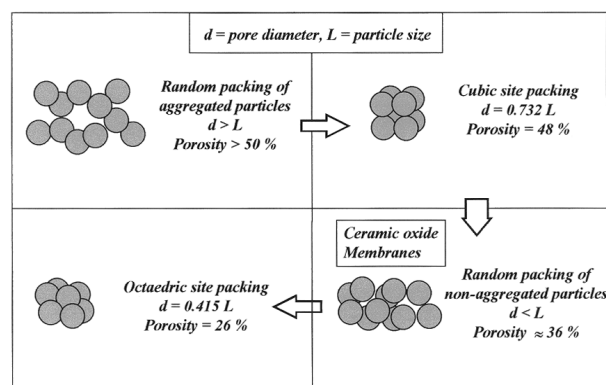 d = pore diameter, L = particle size
Random packing of
aggregated particles
d > L
Porosity > 50 %
Cubic site packing
d = 0.732 L
Porosity = 48 %
Octaedric site packing
d = 0.415 L
Porosity = 26 %
Ceramic oxide
Membranes
Random packing of
non-aggregated particles
d < L
Porosity ≈ 36 %